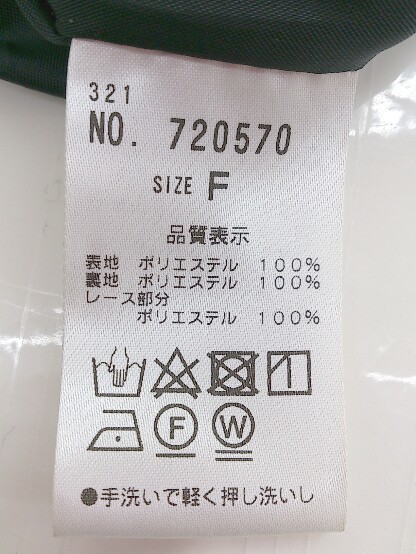 321
NO. 720570
SIZE F
品質表示
表地 ポリエステル 100%
裏地 ポリエステル 100%
レース部分
ポリエステル 100%
F W
●手洗いで軽く押し洗いし